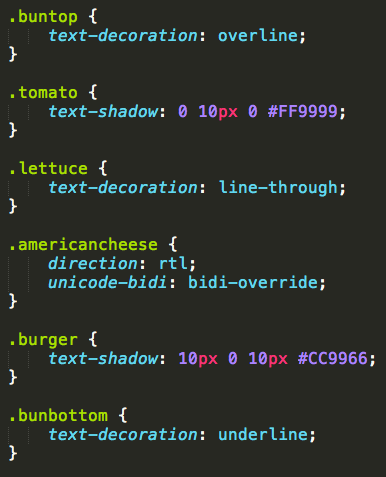 .buntop {
    text-decoration: overline;
}

.tomato {
    text-shadow: 0 10px 0 #FF9999;
}

.lettuce {
    text-decoration: line-through;
}

.americancheese {
    direction: rtl;
    unicode-bidi: bidi-override;
}

.burger {
    text-shadow: 10px 0 10px #CC9966;
}

.bunbottom {
    text-decoration: underline;
}